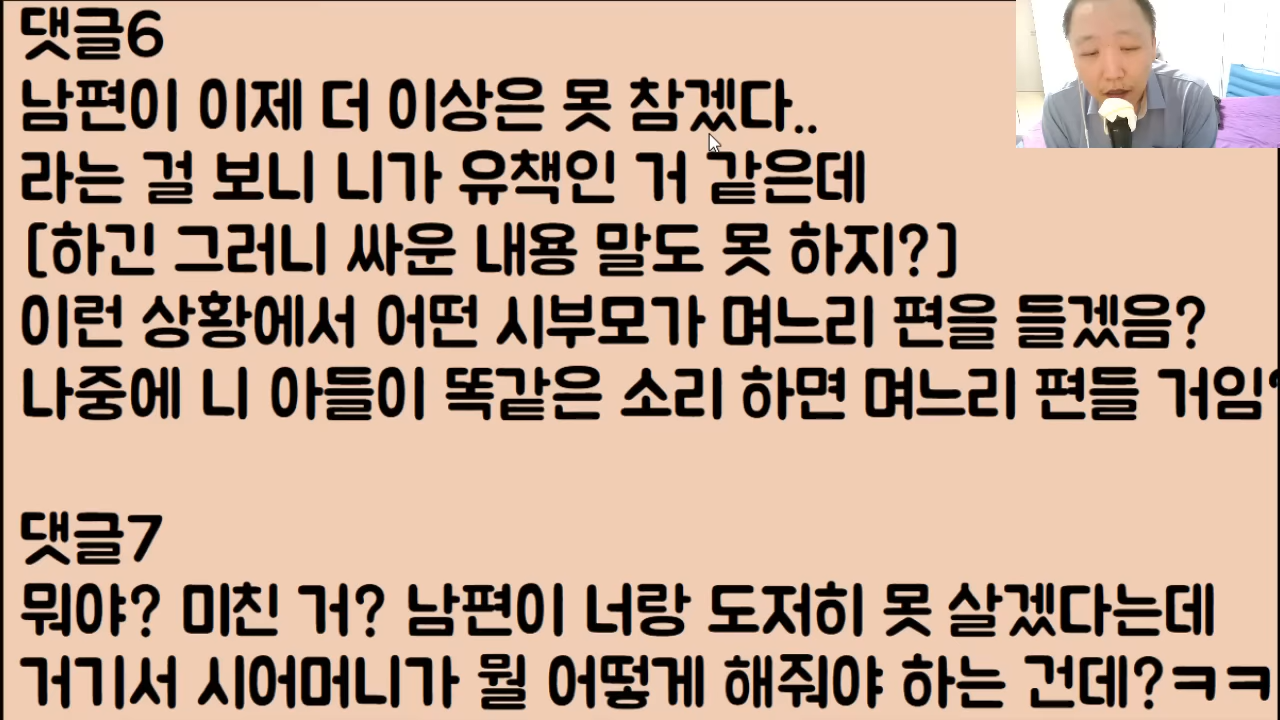 댓글6
남편이 이제 더 이상은 못 참겠다..
라는 걸 보니 니가 유책인 거 같은데
[하긴 그러니 싸운 내용 말도 못 하지?]
이런 상황에서 어떤 시부모가 며느리 편을 들겠음?
나중에 니 아들이 똑같은 소리 하면 며느리 편들 거임?
댓글7
뭐야? 미친 거? 남편이 너랑 도저히 못 살겠다는데
거기서 시어머니가 뭘 어떻게 해줘야 하는 건데?ㅋㅋ